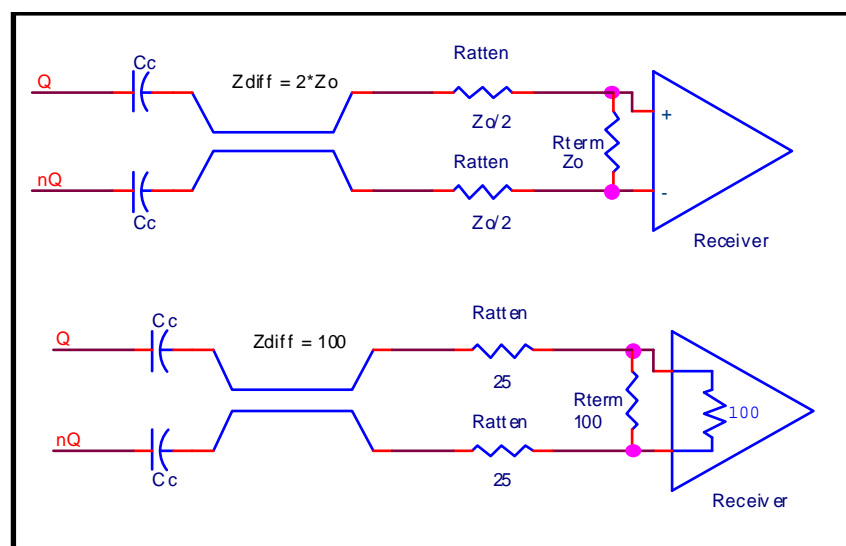 Cc
Ratten
Q
Zdiff = 2*Zo
Zo/2
+
Rterm
Zo
Ratten
nQ
-
Cc
Zo/2
Receiver
Ratten
Cc
Q
Zdiff = 100
25
Rterm
100
100
Ratten
nQ
Cc
25
Receiver